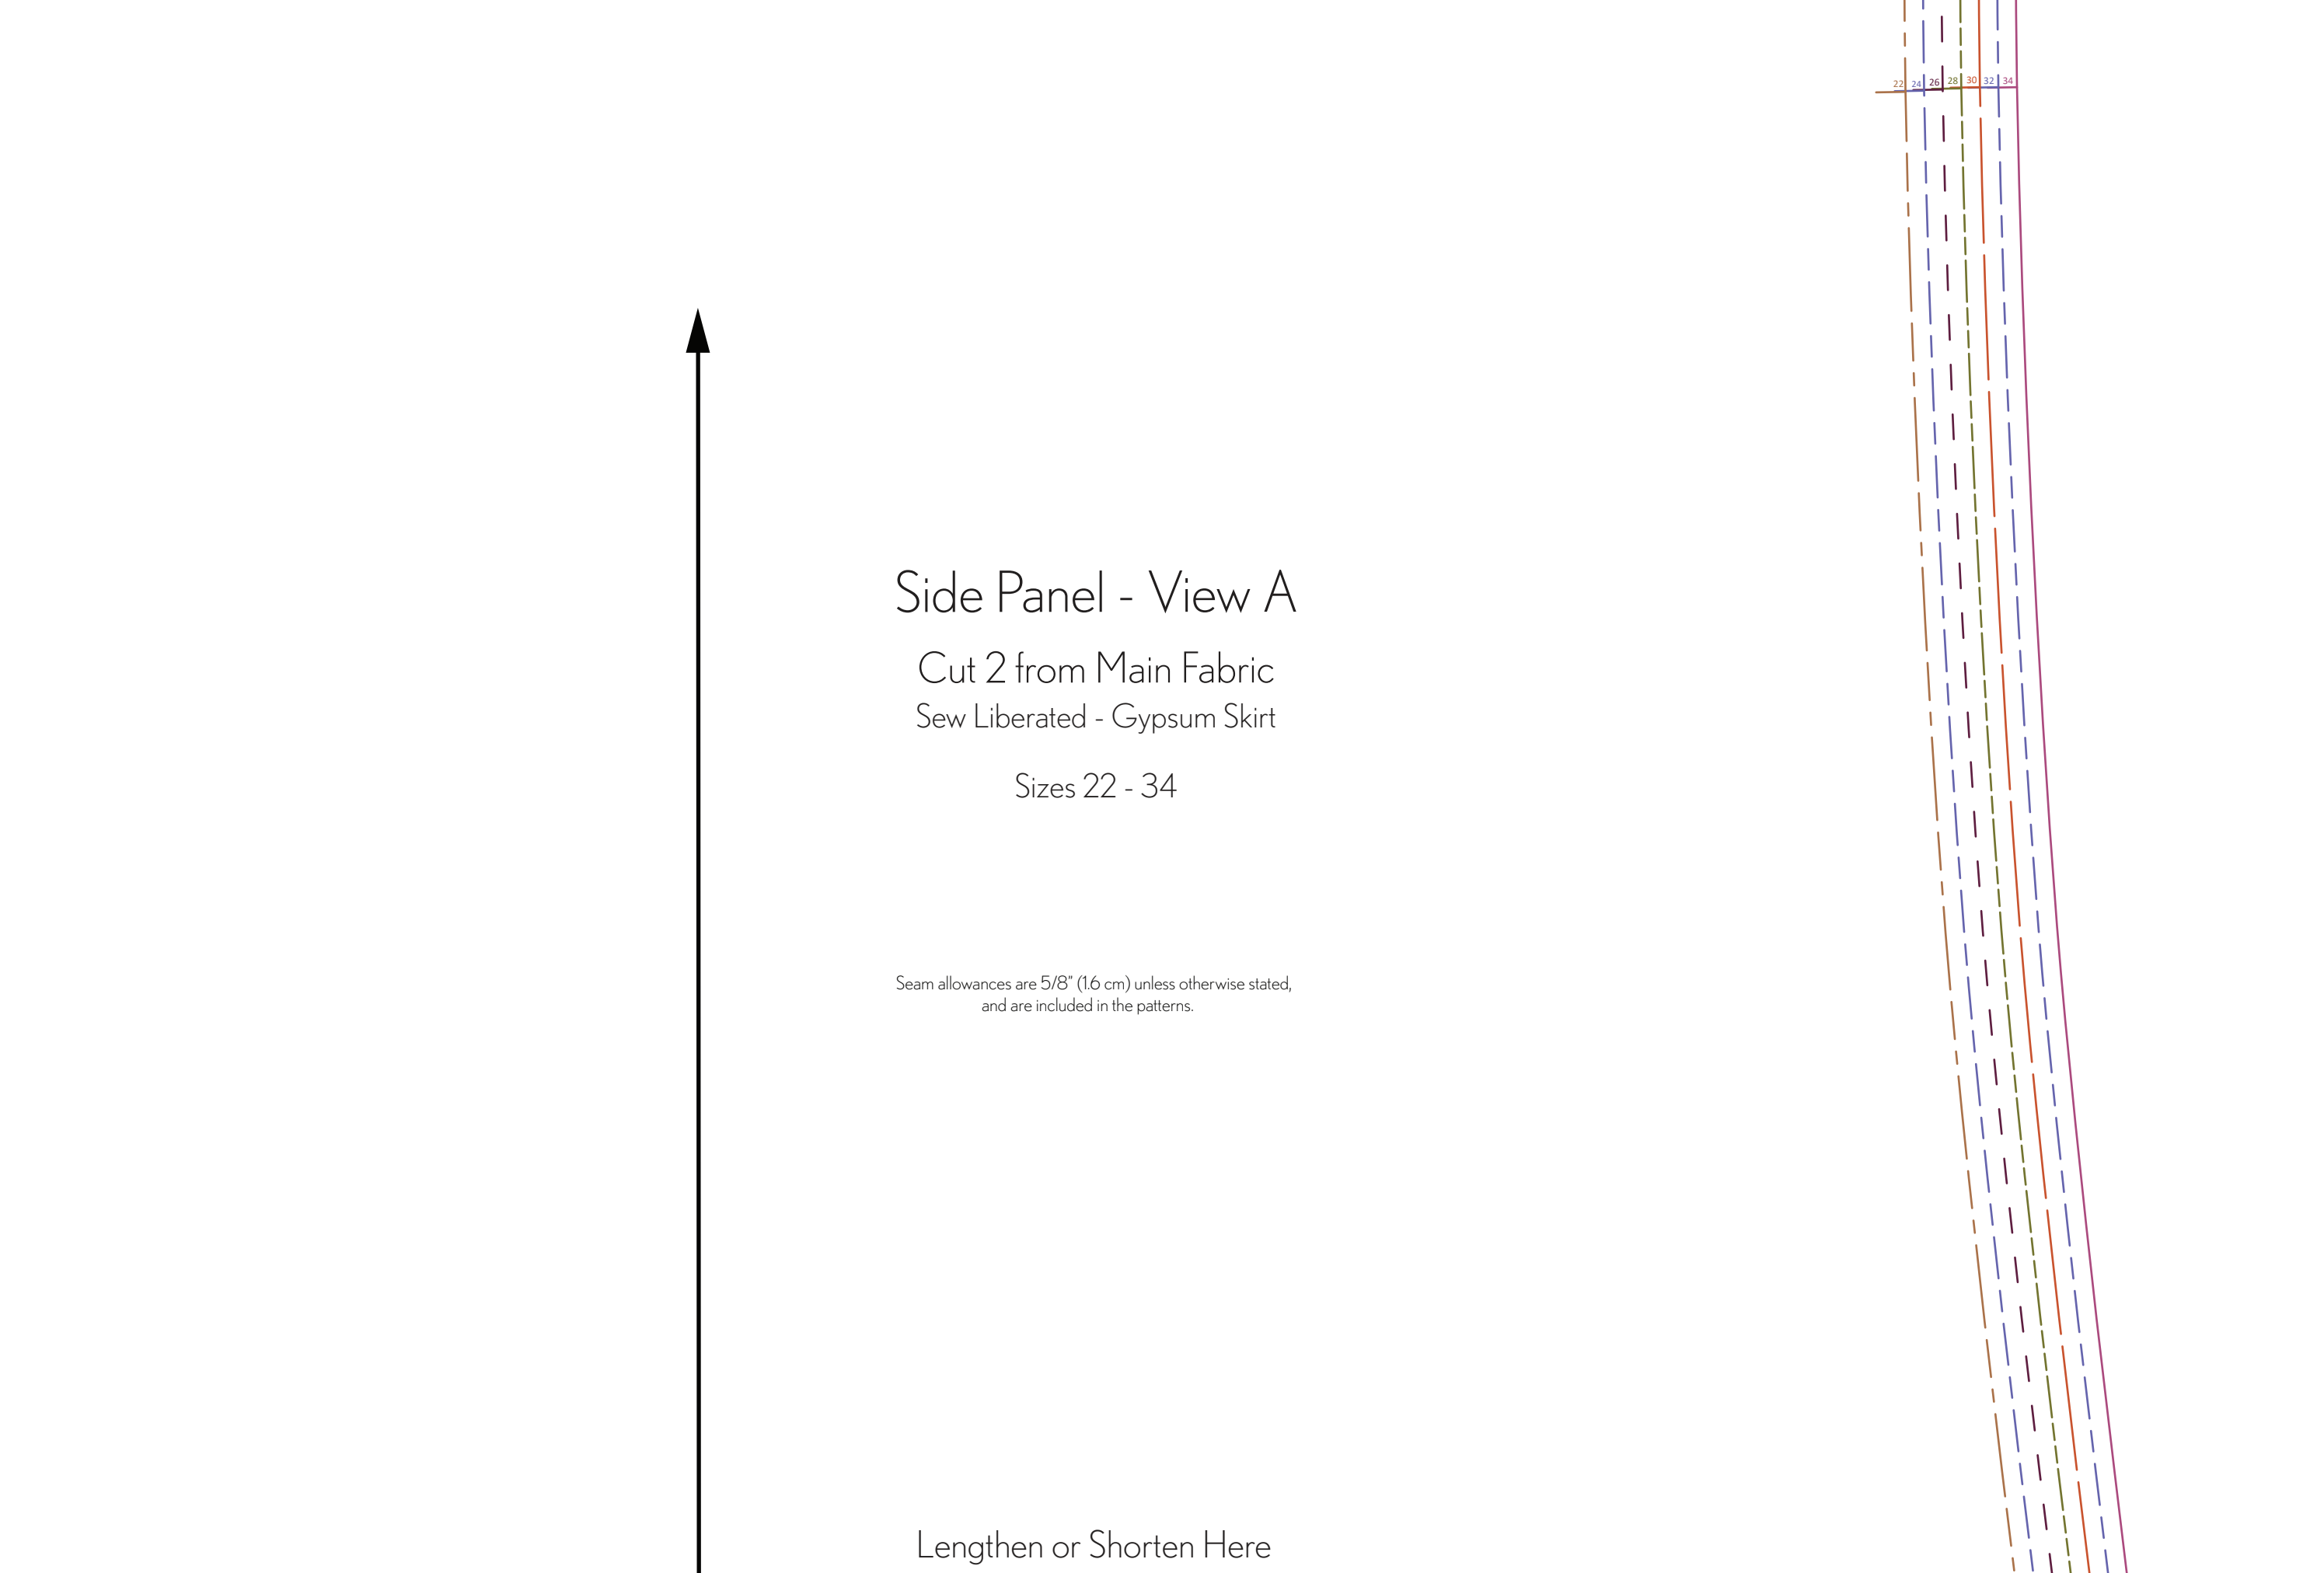 22 24 26 28 30 32 34
Side Panel - View A
Cut 2 from Main Fabric
Sew Liberated - Gypsum Skirt
Sizes 22 - 34
Seam allowances are 5/8" (1.6 cm) unless otherwise stated,
and are included in the patterns.
Lengthen or Shorten Here